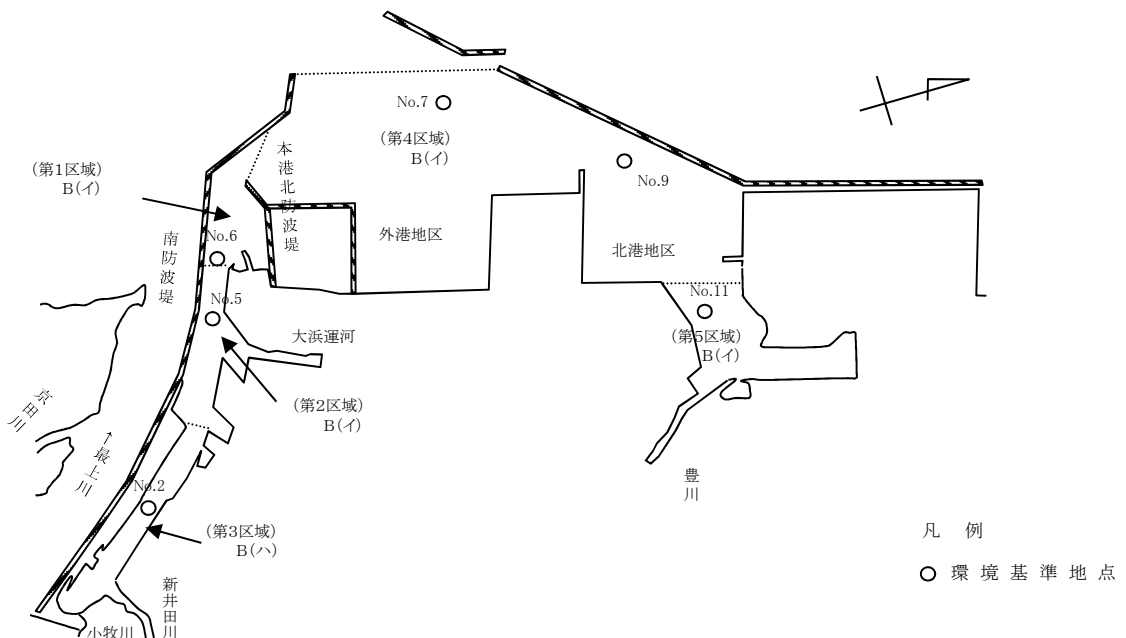 No.7
(第4区域)
B(イ)
本港北防波堤
(第1区域)
B(イ)
No.9
南防波堤
No.6
外港地区
北港地区
No.5
No.11
大浜運河
(第5区域)
B(イ)
京田川
(第2区域)
B(イ)
↑最上川
No.2
豊川
(第3区域)
B(ハ)
凡 例
環境基準地点
新井田川
小牧川